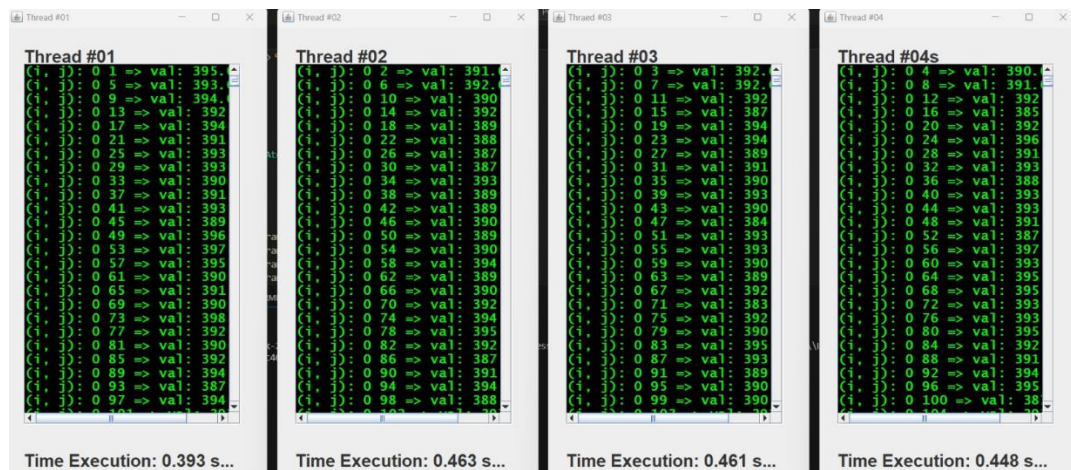 Thread #01
Thread #01
(i, j): 0 1 => val: 395.
(i, j): 0 5 => val: 393.
(i, j): 0 9 => val: 394.
(i, j): 0 13 => val: 392
(i, j): 0 17 => val: 394
(i, j): 0 21 => val: 391
(i, j): 0 25 => val: 393
(i, j): 0 29 => val: 393
(i, j): 0 33 => val: 390
(i, j): 0 37 => val: 391
(i, j): 0 41 => val: 393
(i, j): 0 45 => val: 389
(i, j): 0 49 => val: 396
(i, j): 0 53 => val: 397
(i, j): 0 57 => val: 395
(i, j): 0 61 => val: 390
(i, j): 0 65 => val: 391
(i, j): 0 69 => val: 390
(i, j): 0 73 => val: 398
(i, j): 0 77 => val: 392
(i, j): 0 81 => val: 390
(i, j): 0 85 => val: 392
(i, j): 0 89 => val: 394
(i, j): 0 93 => val: 387
(i, j): 0 97 => val: 394
Time Execution: 0.393 s...
Thread #02
Thread #02
(i, j): 0 2 => val: 391.
(i, j): 0 6 => val: 392.
(i, j): 0 10 => val: 390
(i, j): 0 14 => val: 392
(i, j): 0 18 => val: 389
(i, j): 0 22 => val: 388
(i, j): 0 26 => val: 387
(i, j): 0 30 => val: 387
(i, j): 0 34 => val: 393
(i, j): 0 38 => val: 389
(i, j): 0 42 => val: 389
(i, j): 0 46 => val: 390
(i, j): 0 50 => val: 389
(i, j): 0 54 => val: 390
(i, j): 0 58 => val: 394
(i, j): 0 62 => val: 389
(i, j): 0 66 => val: 390
(i, j): 0 70 => val: 392
(i, j): 0 74 => val: 394
(i, j): 0 78 => val: 395
(i, j): 0 82 => val: 392
(i, j): 0 86 => val: 387
(i, j): 0 90 => val: 391
(i, j): 0 94 => val: 394
(i, j): 0 98 => val: 388
Time Execution: 0.463 s...
Thraed #03
Thread #03
(i, j): 0 3 => val: 392.
(i, j): 0 7 => val: 392.
(i, j): 0 11 => val: 392
(i, j): 0 15 => val: 387
(i, j): 0 19 => val: 394
(i, j): 0 23 => val: 394
(i, j): 0 27 => val: 389
(i, j): 0 31 => val: 391
(i, j): 0 35 => val: 390
(i, j): 0 39 => val: 393
(i, j): 0 43 => val: 390
(i, j): 0 47 => val: 384
(i, j): 0 51 => val: 393
(i, j): 0 55 => val: 393
(i, j): 0 59 => val: 390
(i, j): 0 63 => val: 389
(i, j): 0 67 => val: 392
(i, j): 0 71 => val: 383
(i, j): 0 75 => val: 392
(i, j): 0 79 => val: 390
(i, j): 0 83 => val: 395
(i, j): 0 87 => val: 393
(i, j): 0 91 => val: 389
(i, j): 0 95 => val: 390
(i, j): 0 99 => val: 390
Time Execution: 0.461 s...
Thread #04
Thread #04s
(i, j): 0 4 => val: 390.
(i, j): 0 8 => val: 391.
(i, j): 0 12 => val: 392
(i, j): 0 16 => val: 385
(i, j): 0 20 => val: 392
(i, j): 0 24 => val: 396
(i, j): 0 28 => val: 391
(i, j): 0 32 => val: 393
(i, j): 0 36 => val: 388
(i, j): 0 40 => val: 393
(i, j): 0 44 => val: 393
(i, j): 0 48 => val: 391
(i, j): 0 52 => val: 387
(i, j): 0 56 => val: 397
(i, j): 0 60 => val: 393
(i, j): 0 64 => val: 395
(i, j): 0 68 => val: 395
(i, j): 0 72 => val: 393
(i, j): 0 76 => val: 393
(i, j): 0 80 => val: 395
(i, j): 0 84 => val: 392
(i, j): 0 88 => val: 391
(i, j): 0 92 => val: 394
(i, j): 0 96 => val: 395
(i, j): 0 100 => val: 38
Time Execution: 0.448 s...